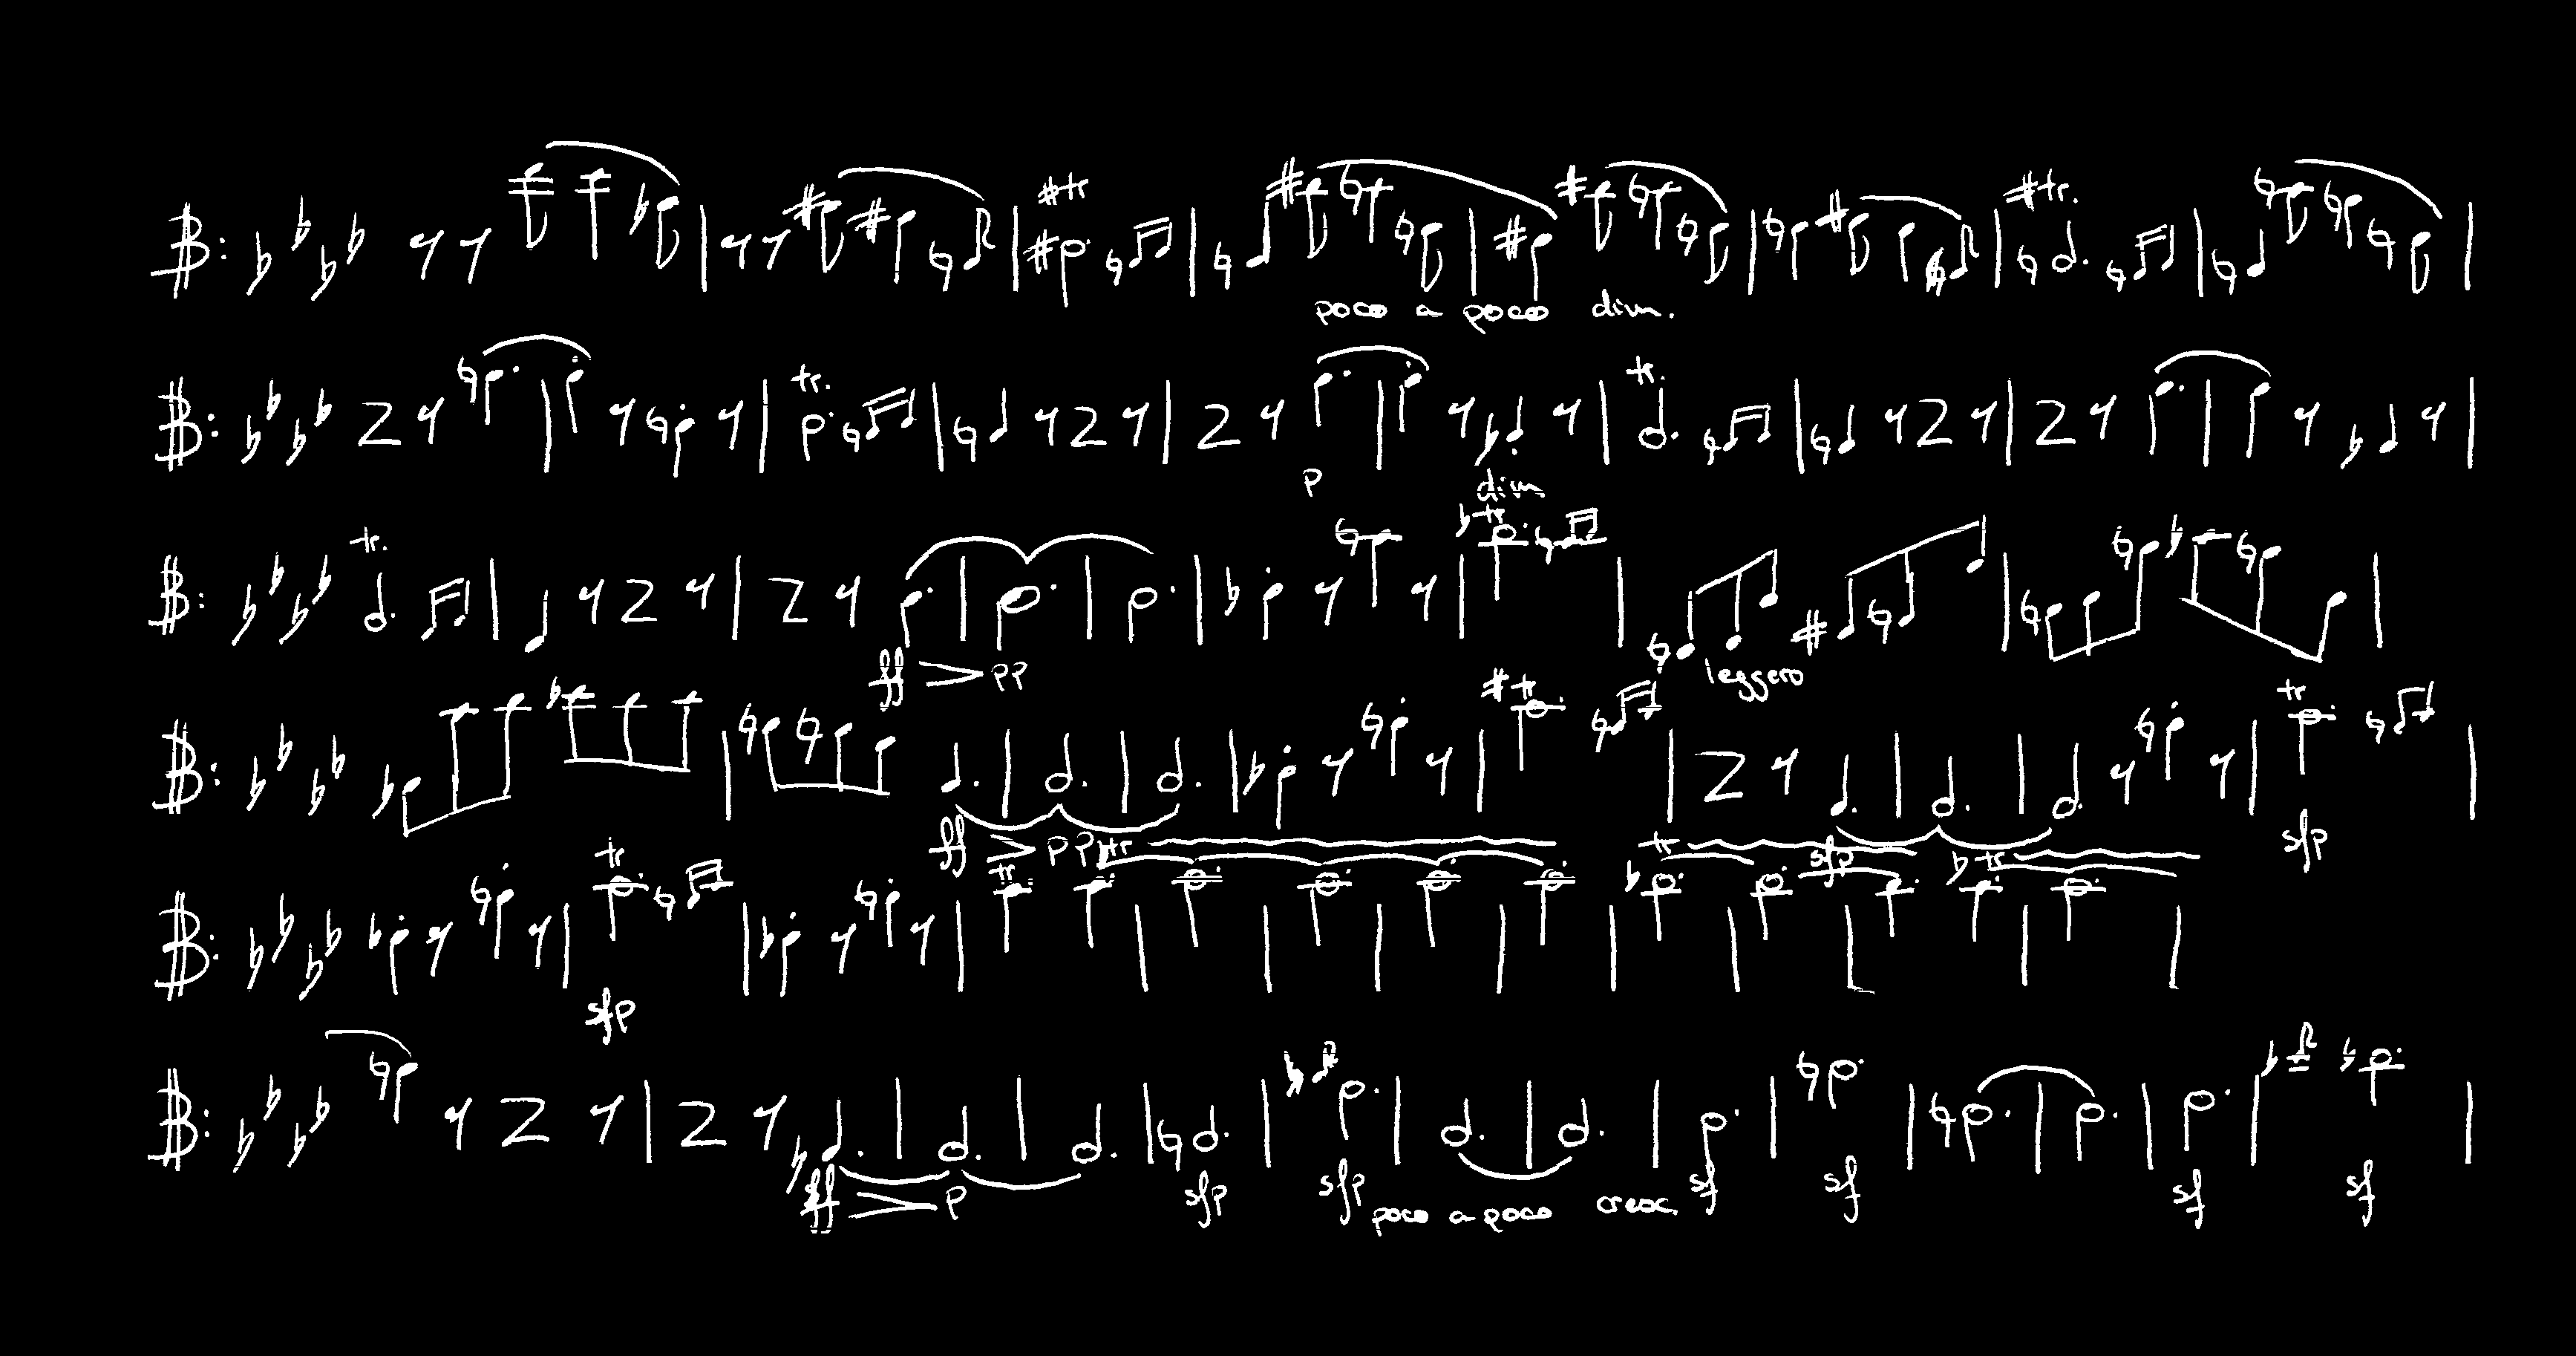 tr
poco a poco dim.
tr.
tr. tr.
p dim
tr. tr
ff pp leggero
tr tr
ff pp sfp
tr tr tr tr tr
sfp sfp
ff p sfp sfp poco a poco cresc. sf sf sf sf